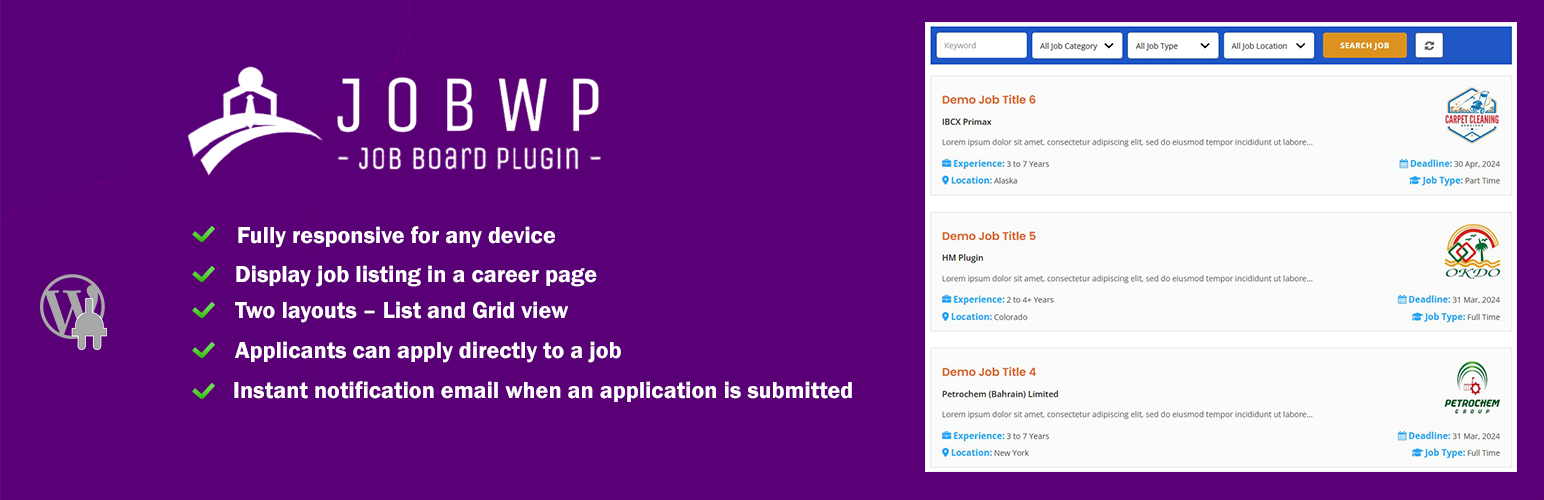 JOBWP
- JOB BOARD PLUGIN -
Fully responsive for any device
Display job listing in a career page
Two layouts – List and Grid view
Applicants can apply directly to a job
Instant notification email when an application is submitted
Keyword All Job Category All Job Type All Job Location SEARCH JOB
Demo Job Title 6
CARPET CLEANING
SERVICES
IBCX Primax
Lorem ipsum dolor sit amet, consectetur adipiscing elit, sed do eiusmod tempor incididunt ut labore...
Experience: 3 to 7 Years Deadline: 30 Apr, 2024
Location: Alaska Job Type: Part Time
Demo Job Title 5
HM Plugin
OKDO
Lorem ipsum dolor sit amet, consectetur adipiscing elit, sed do eiusmod tempor incididunt ut labore...
Experience: 2 to 4+ Years Deadline: 31 Mar, 2024
Location: Colorado Job Type: Full Time
Demo Job Title 4
Petrochem (Bahrain) Limited
PETROCHEM
GROUP
Lorem ipsum dolor sit amet, consectetur adipiscing elit, sed do eiusmod tempor incididunt ut labore...
Experience: 3 to 7 Years Deadline: 31 Mar, 2024
Location: New York Job Type: Full Time